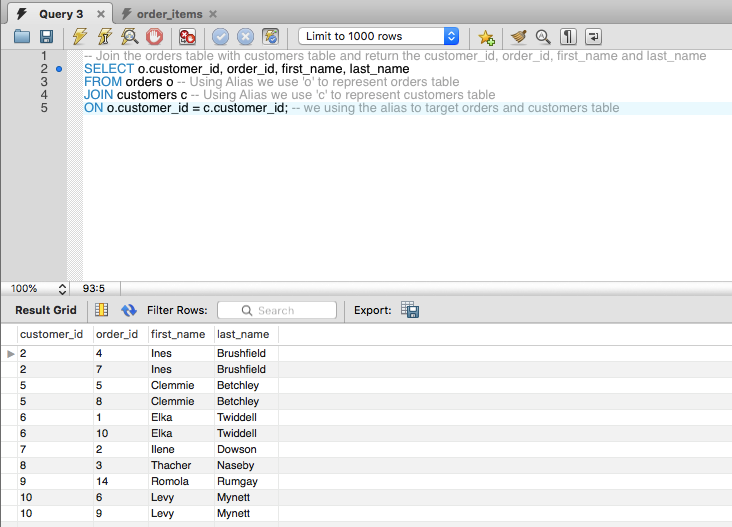 Query 3
order_items
Limit to 1000 rows
1 -- Join the orders table with customers table and return the customer_id, order_id, first_name and last_name
2 SELECT o.customer_id, order_id, first_name, last_name
3 FROM orders o -- Using Alias we use 'o' to represent orders table
4 JOIN customers c -- Using Alias we use 'c' to represent customers table
5 ON o.customer_id = c.customer_id; -- we using the alias to target orders and customers table
100% 93:5
Result Grid Filter Rows: Search Export:
customer_id order_id first_name last_name
2 4 Ines Brushfield
2 7 Ines Brushfield
5 5 Clemmie Betchley
5 8 Clemmie Betchley
6 1 Elka Twiddell
6 10 Elka Twiddell
7 2 Ilene Dowson
8 3 Thacher Naseby
9 14 Romola Rumgay
10 6 Levy Mynett
10 9 Levy Mynett